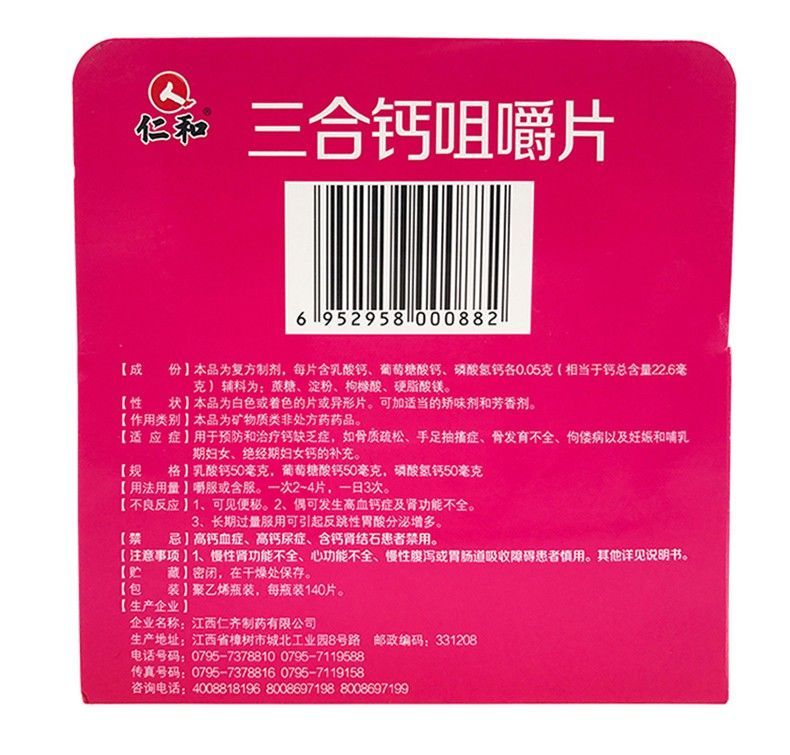 仁和®
三合钙咀嚼片
6 952958 000882
【成份】本品为复方制剂，每片含乳酸钙、葡萄糖酸钙、磷酸氢钙各0.05克（相当于钙总含量22.6毫
克）辅料为：蔗糖、淀粉、枸橼酸、硬脂酸镁。
【性状】本品为白色或着色的片或异形片。可加适当的矫味剂和芳香剂。
【作用类别】本品为矿物质类非处方药药品。
【适应症】用于预防和治疗钙缺乏症，如骨质疏松、手足抽搐症、骨发育不全、佝偻病以及妊娠和哺乳
期妇女、绝经期妇女钙的补充。
【规格】乳酸钙50毫克，葡萄糖酸钙50毫克，磷酸氢钙50毫克
【用法用量】嚼服或含服。一次2~4片，一日3次。
【不良反应】1、可见便秘。2、偶可发生高血钙症及肾功能不全。
3、长期过量服用可引起反跳性胃酸分泌增多。
【禁忌】高钙血症、高钙尿症、含钙肾结石患者禁用。
【注意事项】1、慢性肾功能不全、心功能不全、慢性腹泻或胃肠道吸收障碍患者慎用。其他详见说明书。
【贮藏】密闭，在干燥处保存。
【包装】聚乙烯瓶装，每瓶装140片。
【生产企业】
企业名称：江西仁齐制药有限公司
生产地址：江西省樟树市城北工业园8号路 邮政编码：331208
电话号码：0795-7378810 0795-7119588
传真号码：0795-7378816 0795-7119158
咨询电话：4008818196 8008697198 8008697199